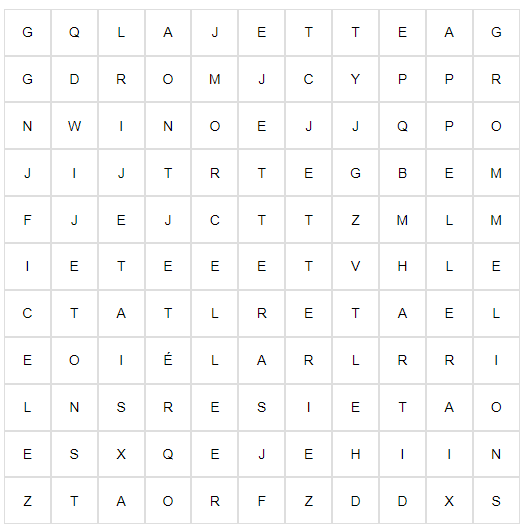 G Q L A J E T T E A G
G D R O M J C Y P P R
N W I N O E J J Q P O
J I J T R T E G B E M
F J E J C T T Z M L M
I E T E E E T V H L E
C T A T L R E T A E L
E O I É L A R L R R I
L N S R E S I E T A O
E S X Q E J E H I I N
Z T A O R F Z D D X S